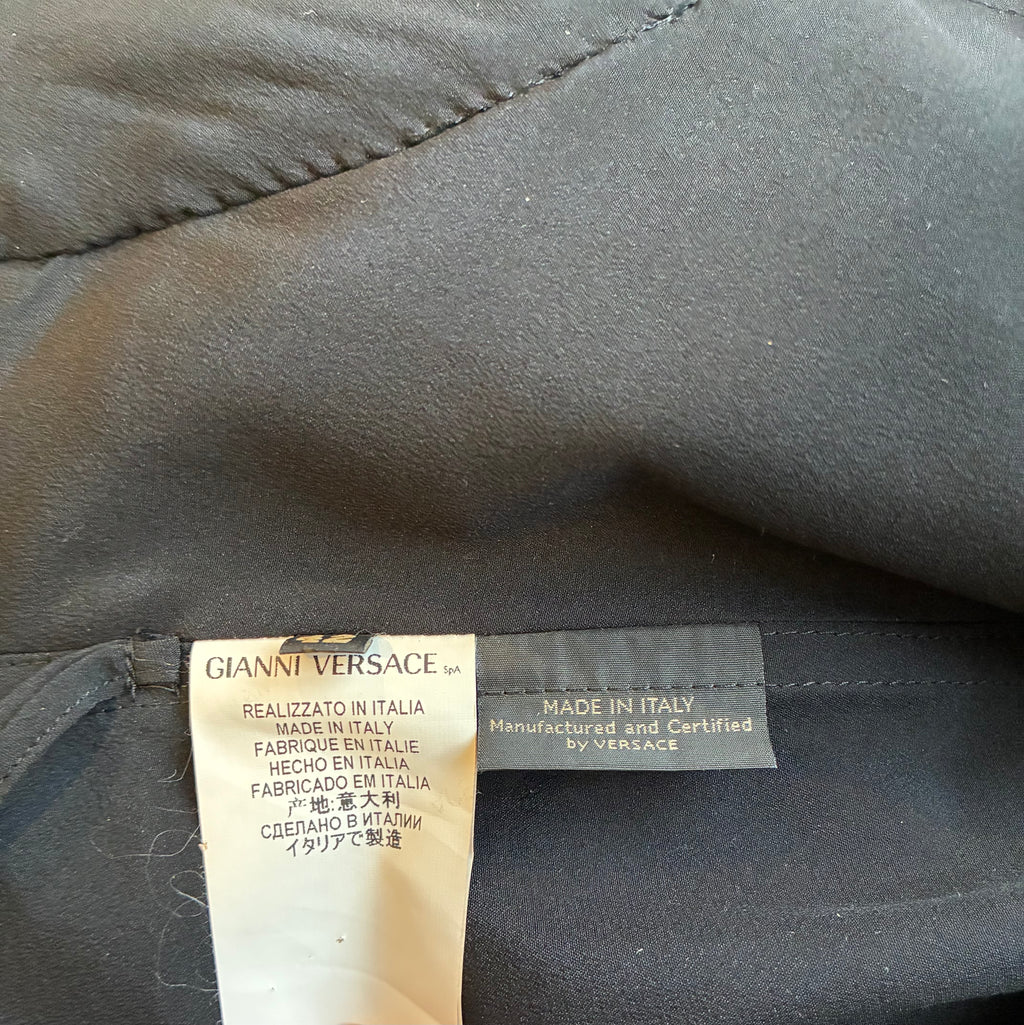 GIANNI VERSACE SpA
REALIZZATO IN ITALIA
MADE IN ITALY
FABRIQUE EN ITALIE
HECHO EN ITALIA
FABRICADO EM ITALIA
产地:意大利
СДЕЛАНО В ИТАЛИИ
イタリアで製造
MADE IN ITALY
Manufactured and Certified
by VERSACE